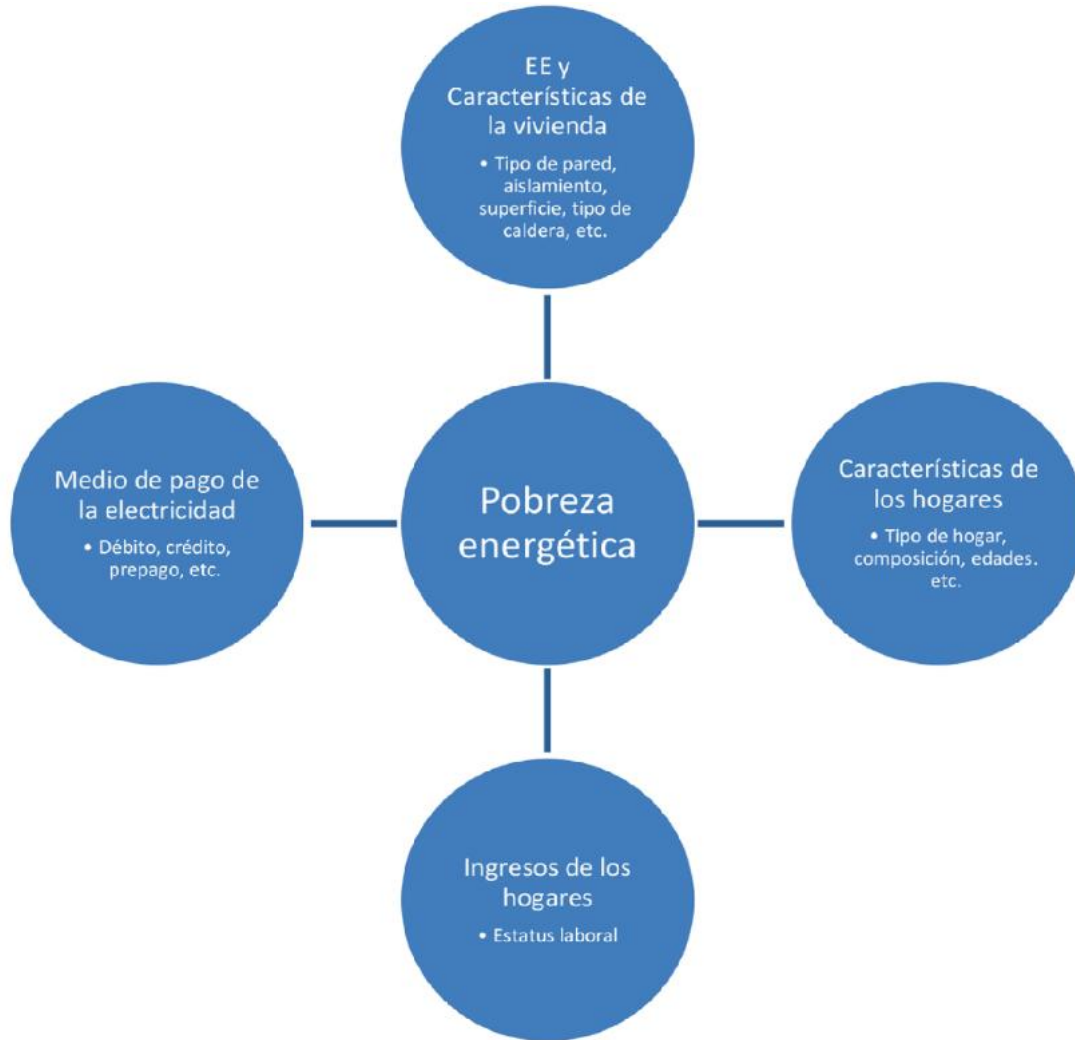 EE y
Características de
la vivienda
• Tipo de pared,
aislamiento,
superficie, tipo de
caldera, etc.
Medio de pago de
la electricidad
• Débito, crédito,
prepago, etc.
Pobreza
energética
Características de
los hogares
• Tipo de hogar,
composición, edades.
etc.
Ingresos de los
hogares
• Estatus laboral